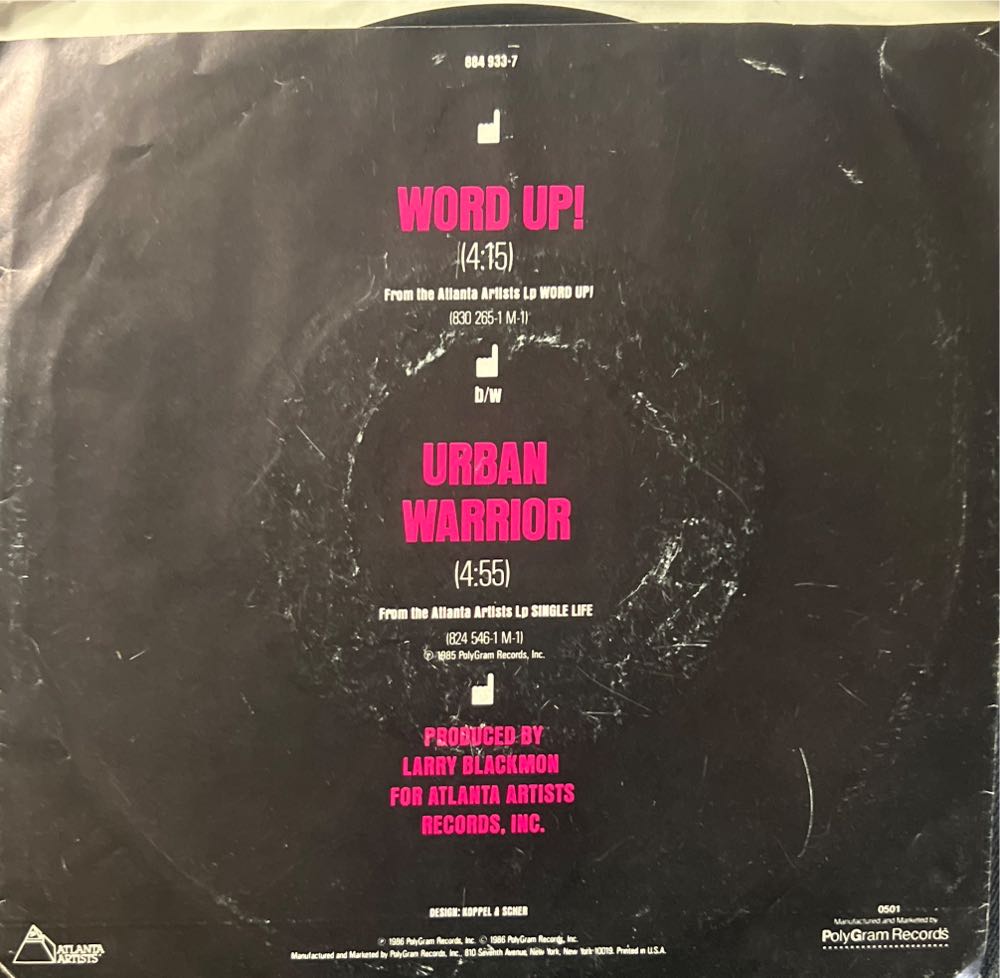 884 933-7
WORD UP!
(4:15)
From the Atlanta Artists Lp WORD UP!
(830 265-1 M-1)
b/w
URBAN
WARRIOR
(4:55)
From the Atlanta Artists Lp SINGLE LIFE
(824 546-1 M-1)
℗ 1985 PolyGram Records, Inc.
PRODUCED BY
LARRY BLACKMON
FOR ATLANTA ARTISTS
RECORDS, INC.
DESIGN: KOPPEL & SCHER
ATLANTA
ARTISTS
℗ 1986 PolyGram Records, Inc. © 1986 PolyGram Records, Inc.
Manufactured and Marketed by PolyGram Records, Inc., 810 Seventh Avenue, New York, New York 10019. Printed in U.S.A.
0501
Manufactured and Marketed by
PolyGram Records